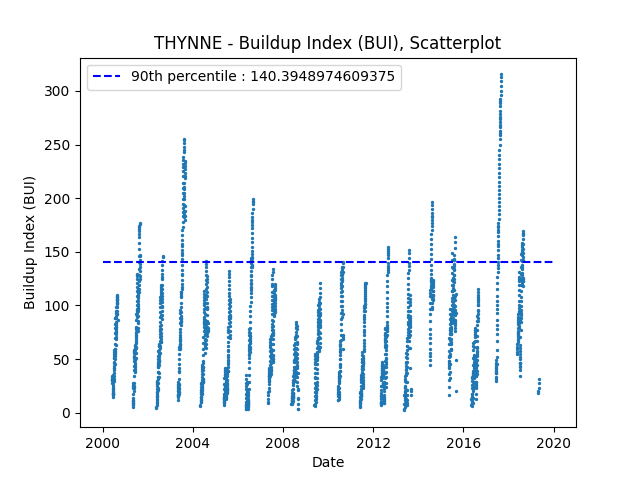 THYNNE - Buildup Index (BUI), Scatterplot
90th percentile : 140.3948974609375
Buildup Index (BUI)
300
250
200
150
100
50
0
2000 2004 2008 2012 2016 2020
Date